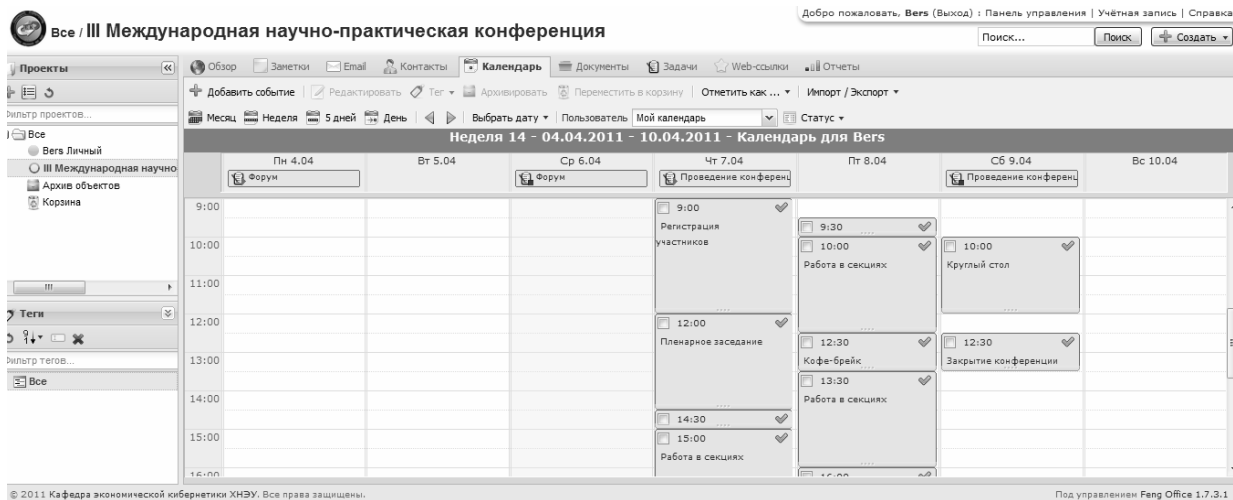 Добро пожаловать, Bers (Выход) : Панель управления | Учётная запись | Справка
Все / III Международная научно-практическая конференция
Поиск... Поиск Создать
Проекты
Обзор Заметки Email Контакты Календарь Документы Задачи Web-ссылки Отчеты
Добавить событие Редактировать Тег Архивировать Переместить в корзину Отметить как ... Импорт / Экспорт
Фильтр проектов...
Месяц Неделя 5 дней День Выбрать дату Пользователь Мой календарь Статус
Неделя 14 - 04.04.2011 - 10.04.2011 - Календарь для Bers
Все
Bers Личный
III Международная научно
Архив объектов
Корзина
Пн 4.04 Вт 5.04 Ср 6.04 Чт 7.04 Пт 8.04 Сб 9.04 Вс 10.04
Форум Форум Проведение конференц Проведение конференц
9:00 9:00
Регистрация 9:30
10:00 участников 10:00 10:00
Работа в секциях Круглый стол
11:00
Теги
12:00 12:00
Пленарное заседание 12:30 12:30
Фильтр тегов...
13:00 Кофе-брейк Закрытие конференции
Все
13:30
14:00 Работа в секциях
14:30
15:00 15:00
Работа в секциях
16:00 16:00
© 2011 Кафедра экономической кибернетики ХНЭУ. Все права защищены. Под управлением Feng Office 1.7.3.1